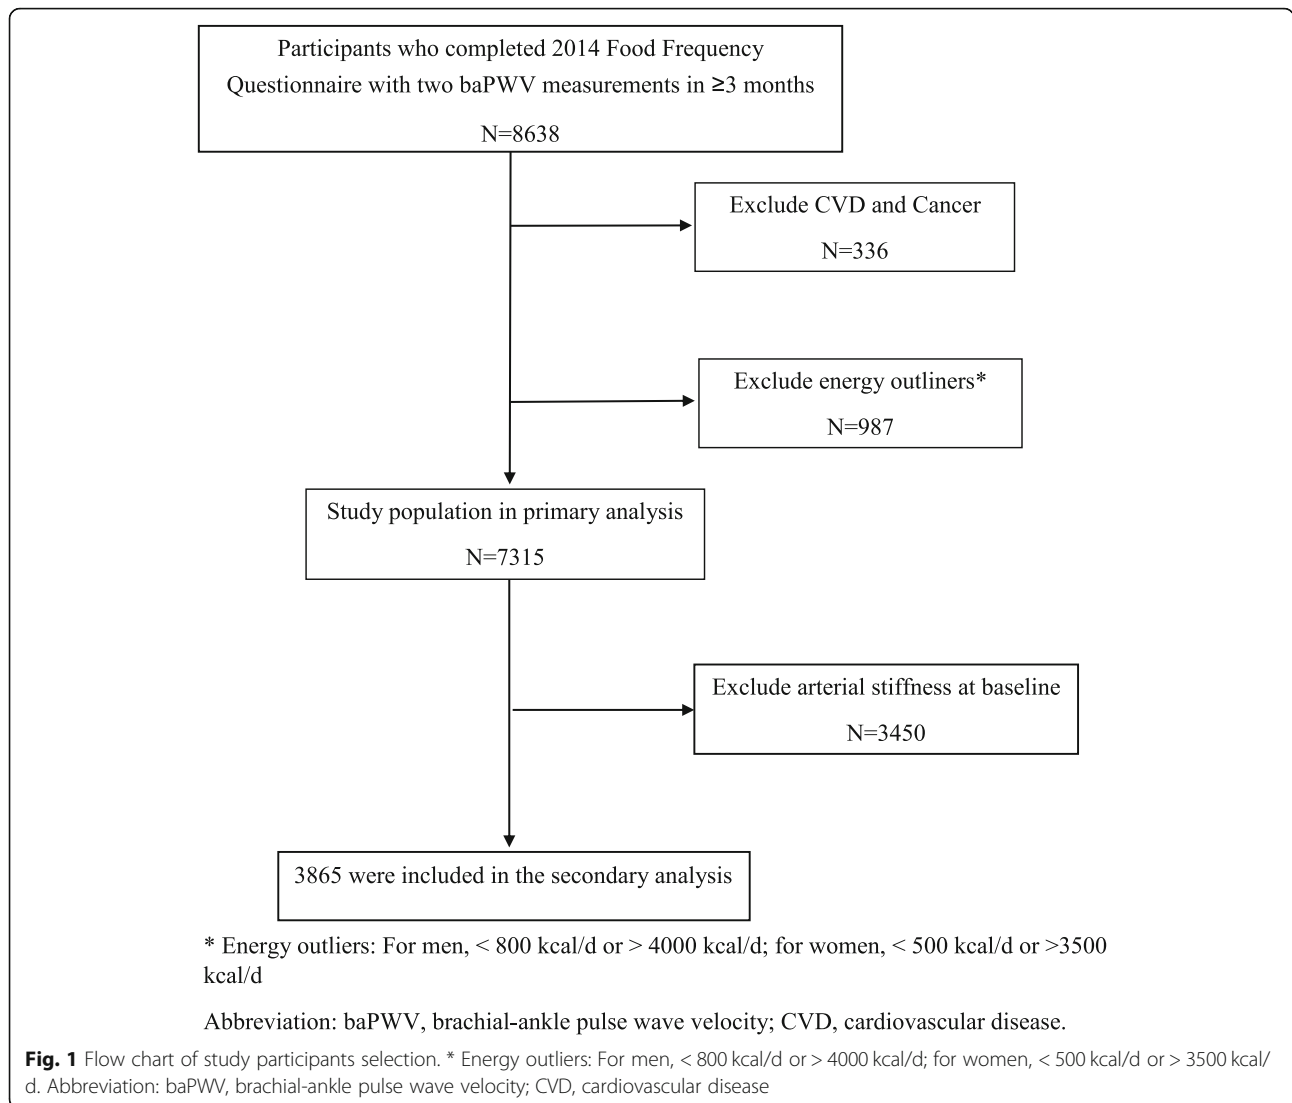 Participants who completed 2014 Food Frequency
Questionnaire with two baPWV measurements in ≥3 months
N=8638
Exclude CVD and Cancer
N=336
Exclude energy outliners*
N=987
Study population in primary analysis
N=7315
Exclude arterial stiffness at baseline
N=3450
3865 were included in the secondary analysis
* Energy outliers: For men, < 800 kcal/d or > 4000 kcal/d; for women, < 500 kcal/d or >3500
kcal/d
Abbreviation: baPWV, brachial-ankle pulse wave velocity; CVD, cardiovascular disease.
Fig. 1 Flow chart of study participants selection. * Energy outliers: For men, < 800 kcal/d or > 4000 kcal/d; for women, < 500 kcal/d or > 3500 kcal/
d. Abbreviation: baPWV, brachial-ankle pulse wave velocity; CVD, cardiovascular disease